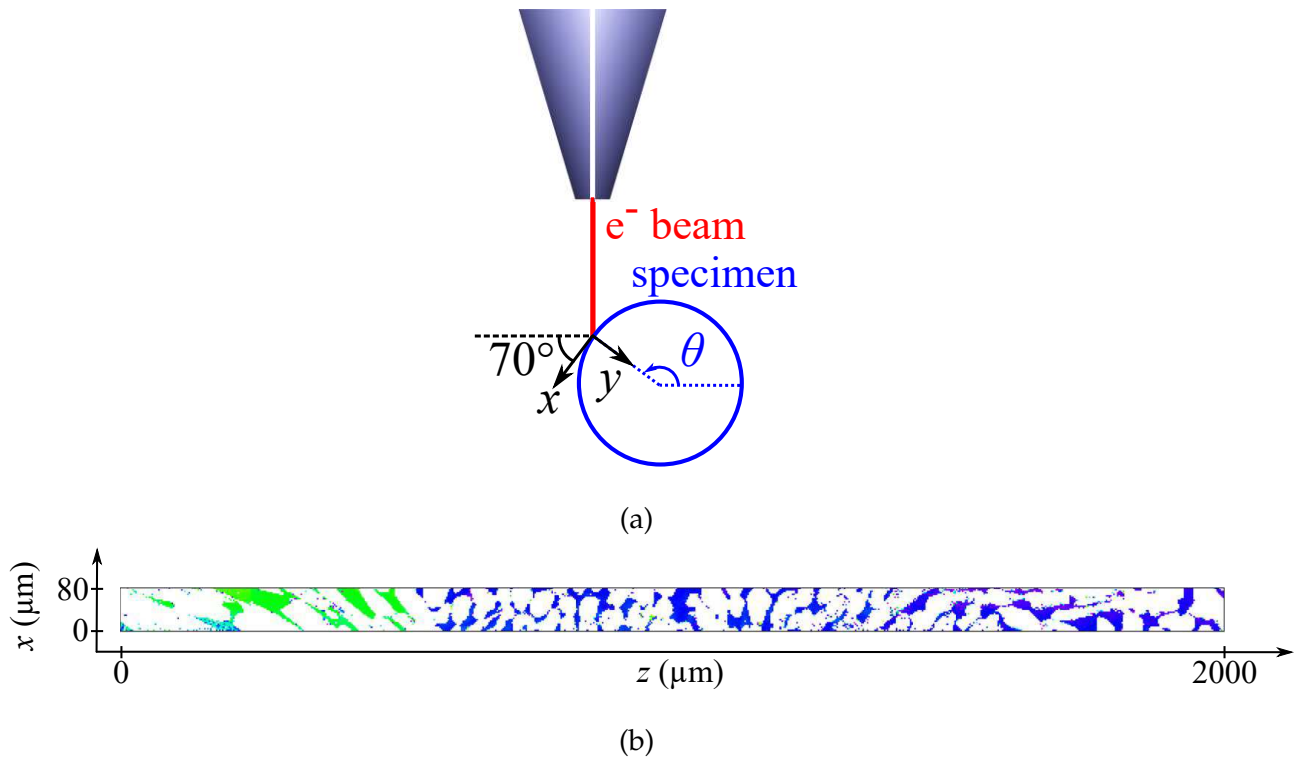 e⁻ beam
specimen
70°
x
y
θ
(a)
x (µm)
80
0
0
z (µm)
2000
(b)